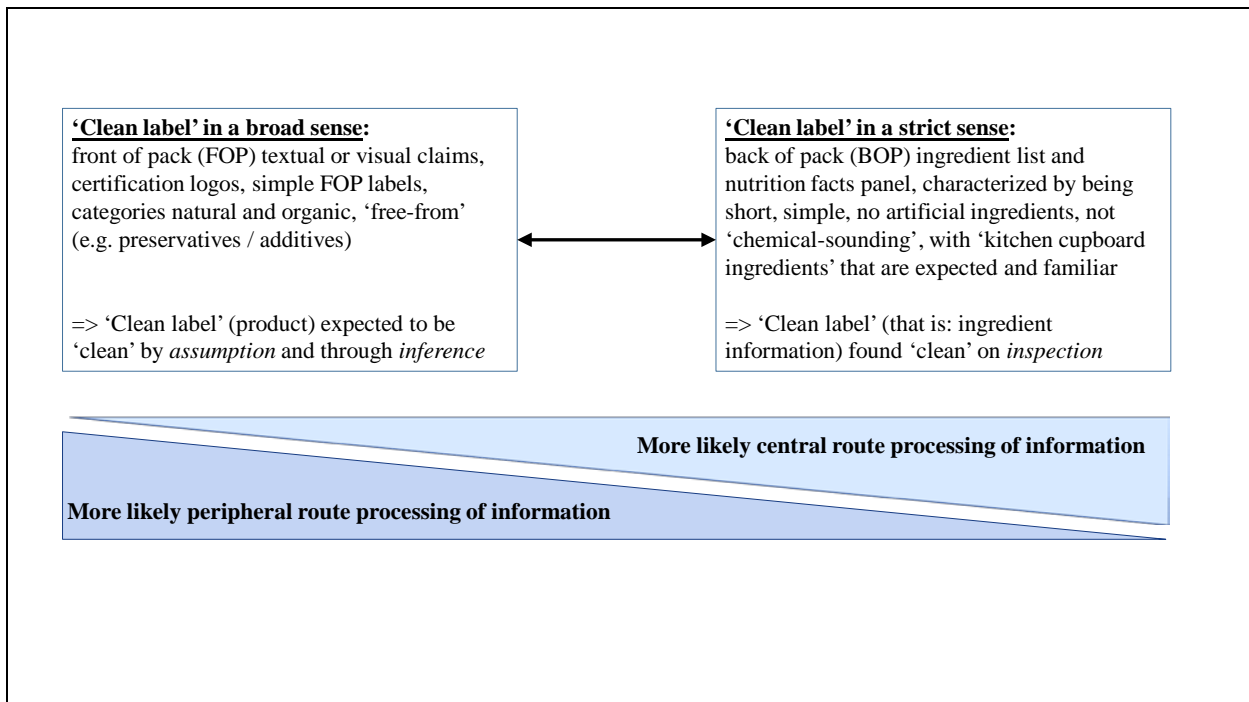 ‘Clean label’ in a broad sense:
front of pack (FOP) textual or visual claims,
certification logos, simple FOP labels,
categories natural and organic, ‘free-from’
(e.g. preservatives / additives)
=> ‘Clean label’ (product) expected to be
‘clean’ by assumption and through inference
‘Clean label’ in a strict sense:
back of pack (BOP) ingredient list and
nutrition facts panel, characterized by being
short, simple, no artificial ingredients, not
‘chemical-sounding’, with ‘kitchen cupboard
ingredients’ that are expected and familiar
=> ‘Clean label’ (that is: ingredient
information) found ‘clean’ on inspection
More likely central route processing of information
More likely peripheral route processing of information